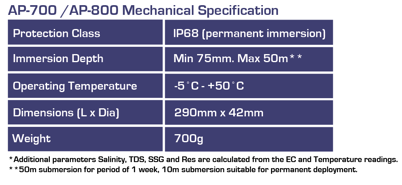 AP-700 /AP-800 Mechanical Specification
Protection Class IP68 (permanent immersion)
Immersion Depth Min 75mm. Max 50m**
Operating Temperature -5°C - +50°C
Dimensions (L x Dia) 290mm x 42mm
Weight 700g
*Additional parameters Salinity, TDS, SSG and Res are calculated from the EC and Temperature readings.
**50m submersion for period of 1 week, 10m submersion suitable for permanent deployment.